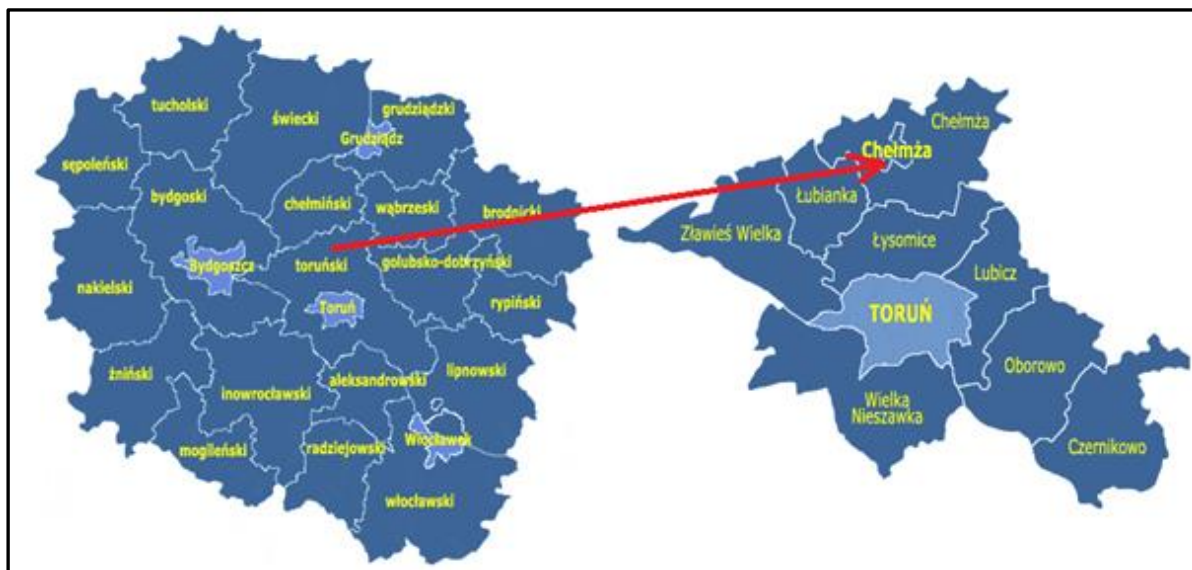 tucholski
świecki
grudziądzki
Grudziądz
sępoleński
bydgoski
chełmiński
wąbrzeski
brodnicki
Bydgoszcz
toruński
golubsko-dobrzyński
nakielski
Toruń
rypiński
żniński
inowrocławski
aleksandrowski
lipnowski
mogileński
radziejowski
Włocławek
włocławski
Chełmża
Chełmża
Łubianka
Zławieś Wielka
Łysomice
Lubicz
TORUŃ
Oborowo
Wielka
Nieszawka
Czernikowo